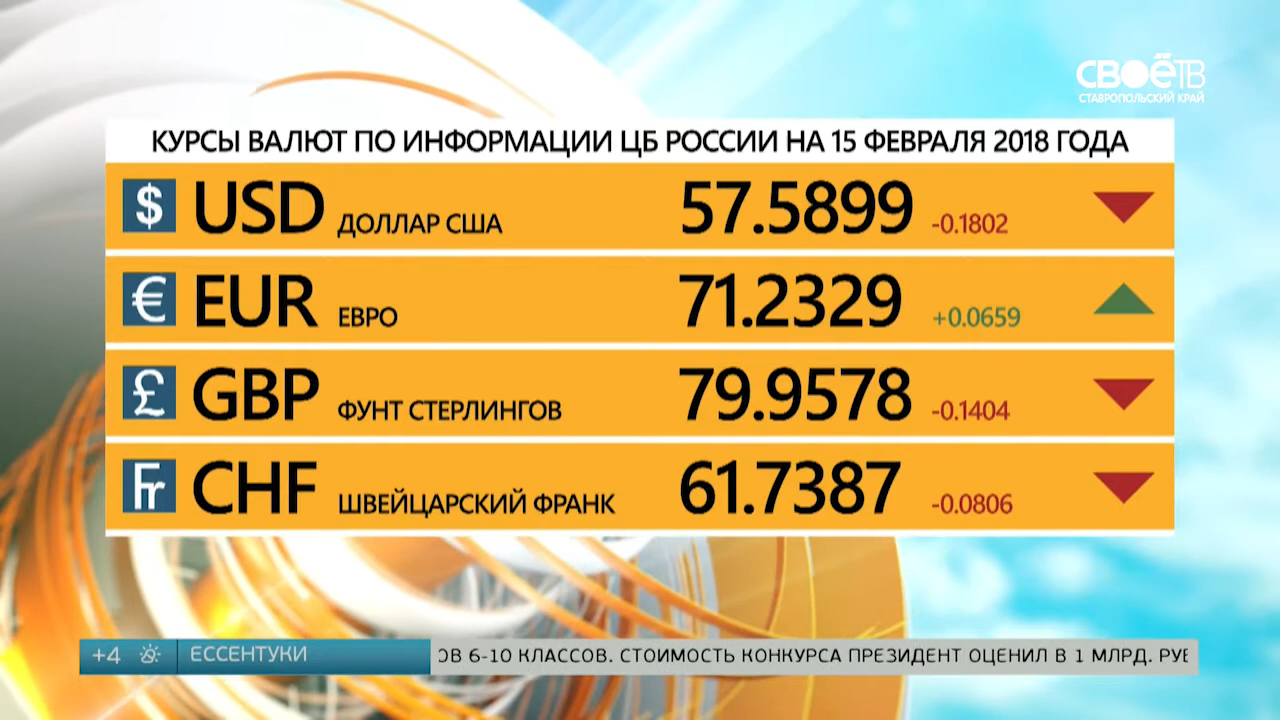 СВОЁТВ
СТАВРОПОЛЬСКИЙ КРАЙ
КУРСЫ ВАЛЮТ ПО ИНФОРМАЦИИ ЦБ РОССИИ НА 15 ФЕВРАЛЯ 2018 ГОДА
$ USD ДОЛЛАР США 57.5899 -0.1802
€ EUR ЕВРО 71.2329 +0.0659
£ GBP ФУНТ СТЕРЛИНГОВ 79.9578 -0.1404
Fr CHF ШВЕЙЦАРСКИЙ ФРАНК 61.7387 -0.0806
+4 ЕССЕНТУКИ ОВ 6-10 КЛАССОВ. СТОИМОСТЬ КОНКУРСА ПРЕЗИДЕНТ ОЦЕНИЛ В 1 МЛРД. РУБ